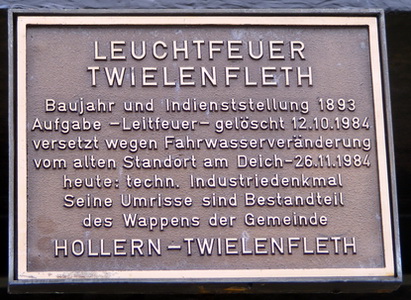 LEUCHTFEUER
TWIELENFLETH
Baujahr und Indienststellung 1893
Aufgabe -Leitfeuer- gelöscht 12.10.1984
versetzt wegen Fahrwasserveränderung
vom alten Standort am Deich-26.11.1984
heute: techn. Industriedenkmal
Seine Umrisse sind Bestandteil
des Wappens der Gemeinde
HOLLERN-TWIELENFLETH